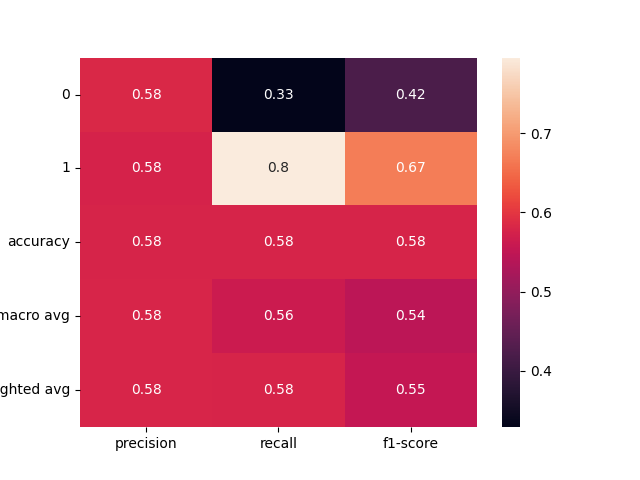 0 0.58 0.33 0.42
1 0.58 0.8 0.67
accuracy 0.58 0.58 0.58
macro avg 0.58 0.56 0.54
ghted avg 0.58 0.58 0.55
precision recall f1-score
0.7
0.6
0.5
0.4